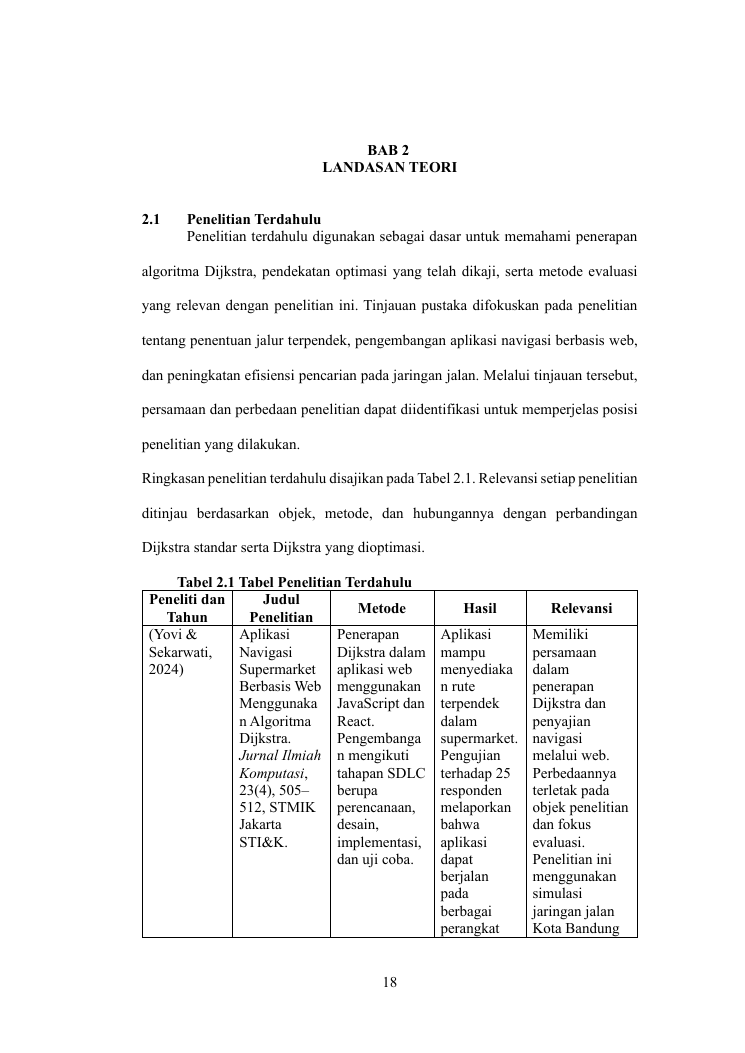 BAB 2
LANDASAN TEORI
2.1 Penelitian Terdahulu
Penelitian terdahulu digunakan sebagai dasar untuk memahami penerapan
algoritma Dijkstra, pendekatan optimasi yang telah dikaji, serta metode evaluasi
yang relevan dengan penelitian ini. Tinjauan pustaka difokuskan pada penelitian
tentang penentuan jalur terpendek, pengembangan aplikasi navigasi berbasis web,
dan peningkatan efisiensi pencarian pada jaringan jalan. Melalui tinjauan tersebut,
persamaan dan perbedaan penelitian dapat diidentifikasi untuk memperjelas posisi
penelitian yang dilakukan.
Ringkasan penelitian terdahulu disajikan pada Tabel 2.1. Relevansi setiap penelitian
ditinjau berdasarkan objek, metode, dan hubungannya dengan perbandingan
Dijkstra standar serta Dijkstra yang dioptimasi.
Tabel 2.1 Tabel Penelitian Terdahulu
Peneliti dan
Tahun
Judul
Penelitian
Metode
Hasil
Relevansi
(Yovi &
Sekarwati,
2024)
Aplikasi
Navigasi
Supermarket
Berbasis Web
Menggunaka
n Algoritma
Dijkstra.
Jurnal Ilmiah
Komputasi,
23(4), 505–
512, STMIK
Jakarta
STI&K.
Penerapan
Dijkstra dalam
aplikasi web
menggunakan
JavaScript dan
React.
Pengembanga
n mengikuti
tahapan SDLC
berupa
perencanaan,
desain,
implementasi,
dan uji coba.
Aplikasi
mampu
menyediaka
n rute
terpendek
dalam
supermarket.
Pengujian
terhadap 25
responden
melaporkan
bahwa
aplikasi
dapat
berjalan
pada
berbagai
perangkat
Memiliki
persamaan
dalam
penerapan
Dijkstra dan
penyajian
navigasi
melalui web.
Perbedaannya
terletak pada
objek penelitian
dan fokus
evaluasi.
Penelitian ini
menggunakan
simulasi
jaringan jalan
Kota Bandung
18